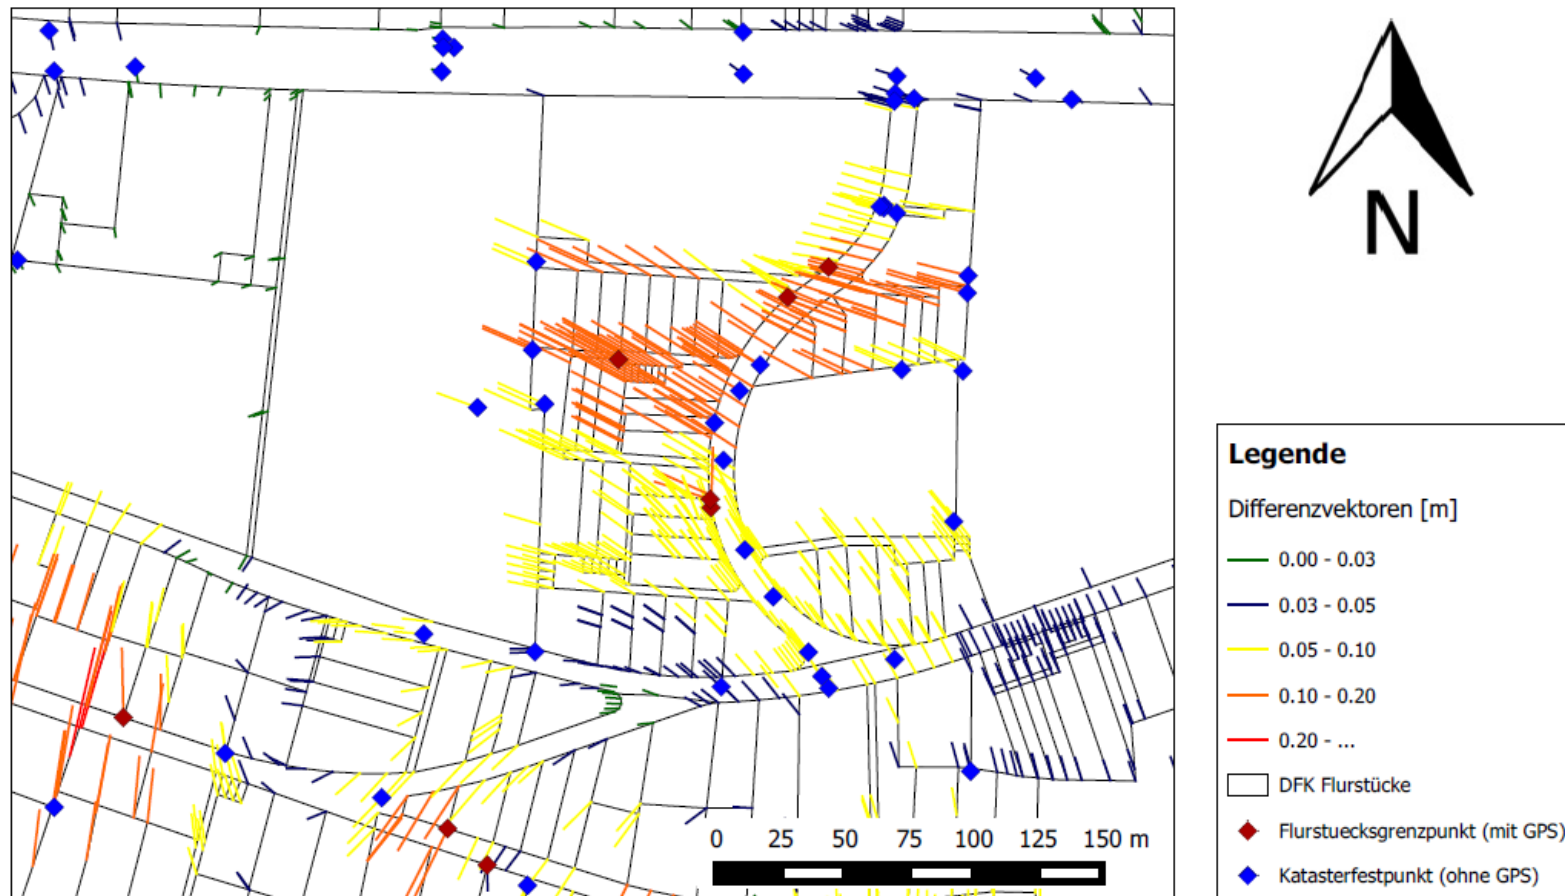 N
Legende
Differenzvektoren [m]
0.00 - 0.03
0.03 - 0.05
0.05 - 0.10
0.10 - 0.20
0.20 - ...
DFK Flurstücke
Flurstuecksgrenzpunkt (mit GPS)
Katasterfestpunkt (ohne GPS)
0 25 50 75 100 125 150 m